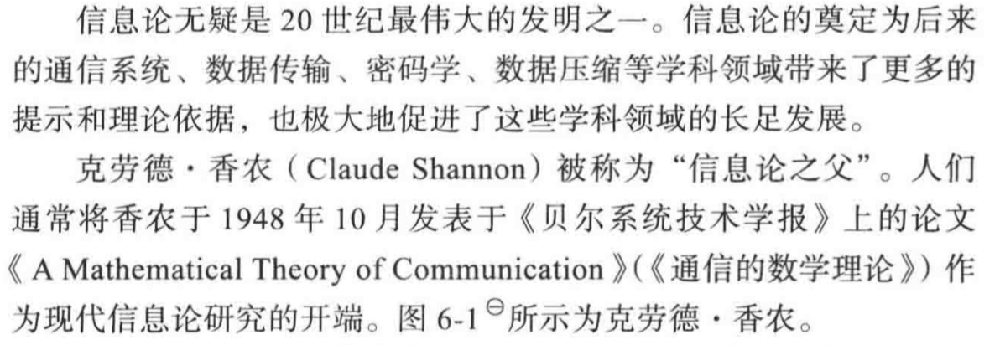 信息论无疑是 20 世纪最伟大的发明之一。信息论的奠定为后来
的通信系统、数据传输、密码学、数据压缩等学科领域带来了更多的
提示和理论依据，也极大地促进了这些学科领域的长足发展。
克劳德·香农（Claude Shannon）被称为“信息论之父”。人们
通常将香农于 1948 年 10 月发表于《贝尔系统技术学报》上的论文
《 A Mathematical Theory of Communication 》(《通信的数学理论》) 作
为现代信息论研究的开端。图 6-1 ㊀所示为克劳德·香农。